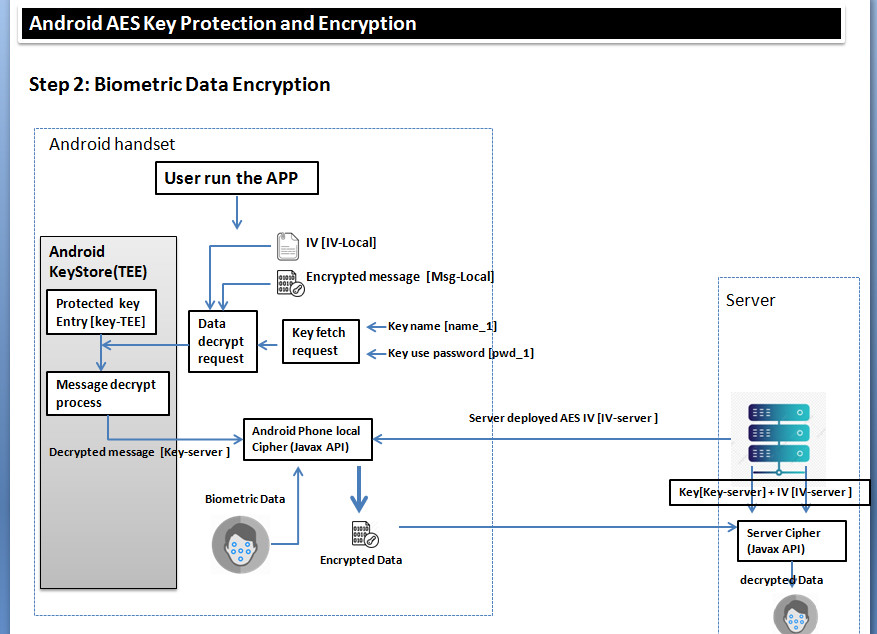 Android AES Key Protection and Encryption
Step 2: Biometric Data Encryption
Android handset
User run the APP
IV [IV-Local]
Encrypted message [Msg-Local]
Android
KeyStore(TEE)
Protected key
Entry [key-TEE]
Data
decrypt
request
Key fetch
request
Key name [name_1]
Key use password [pwd_1]
Message decrypt
process
Decrypted message [Key-server ]
Android Phone local
Cipher (Javax API)
Server deployed AES IV [IV-server ]
Biometric Data
Encrypted Data
Server
Key[Key-server] + IV [IV-server ]
Server Cipher
(Javax API)
decrypted Data